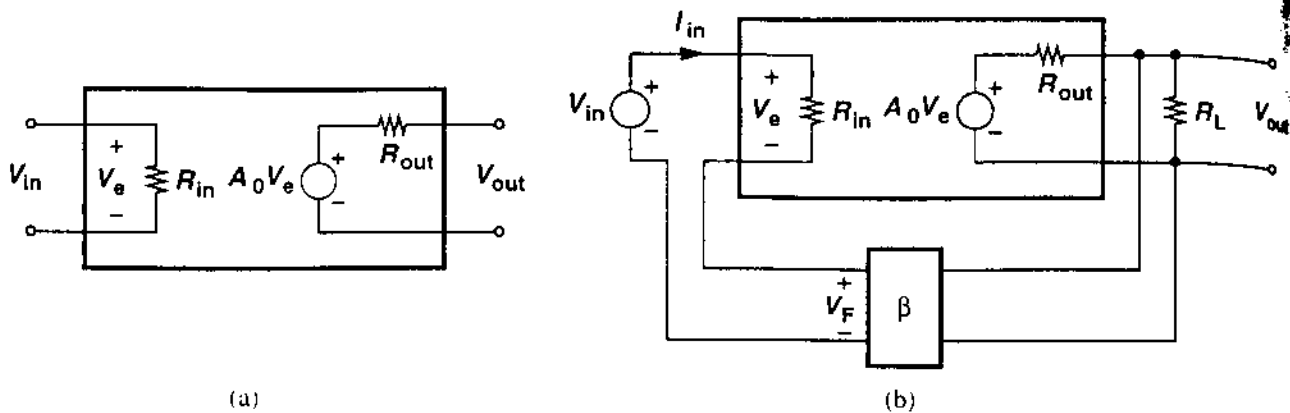 V_in
+
V_e
−
R_in
A_0V_e
+
−
R_out
V_out
(a)
I_in
V_in
+
−
+
V_e
−
R_in
A_0V_e
+
−
R_out
R_L
V_out
+
V_F
−
β
(b)